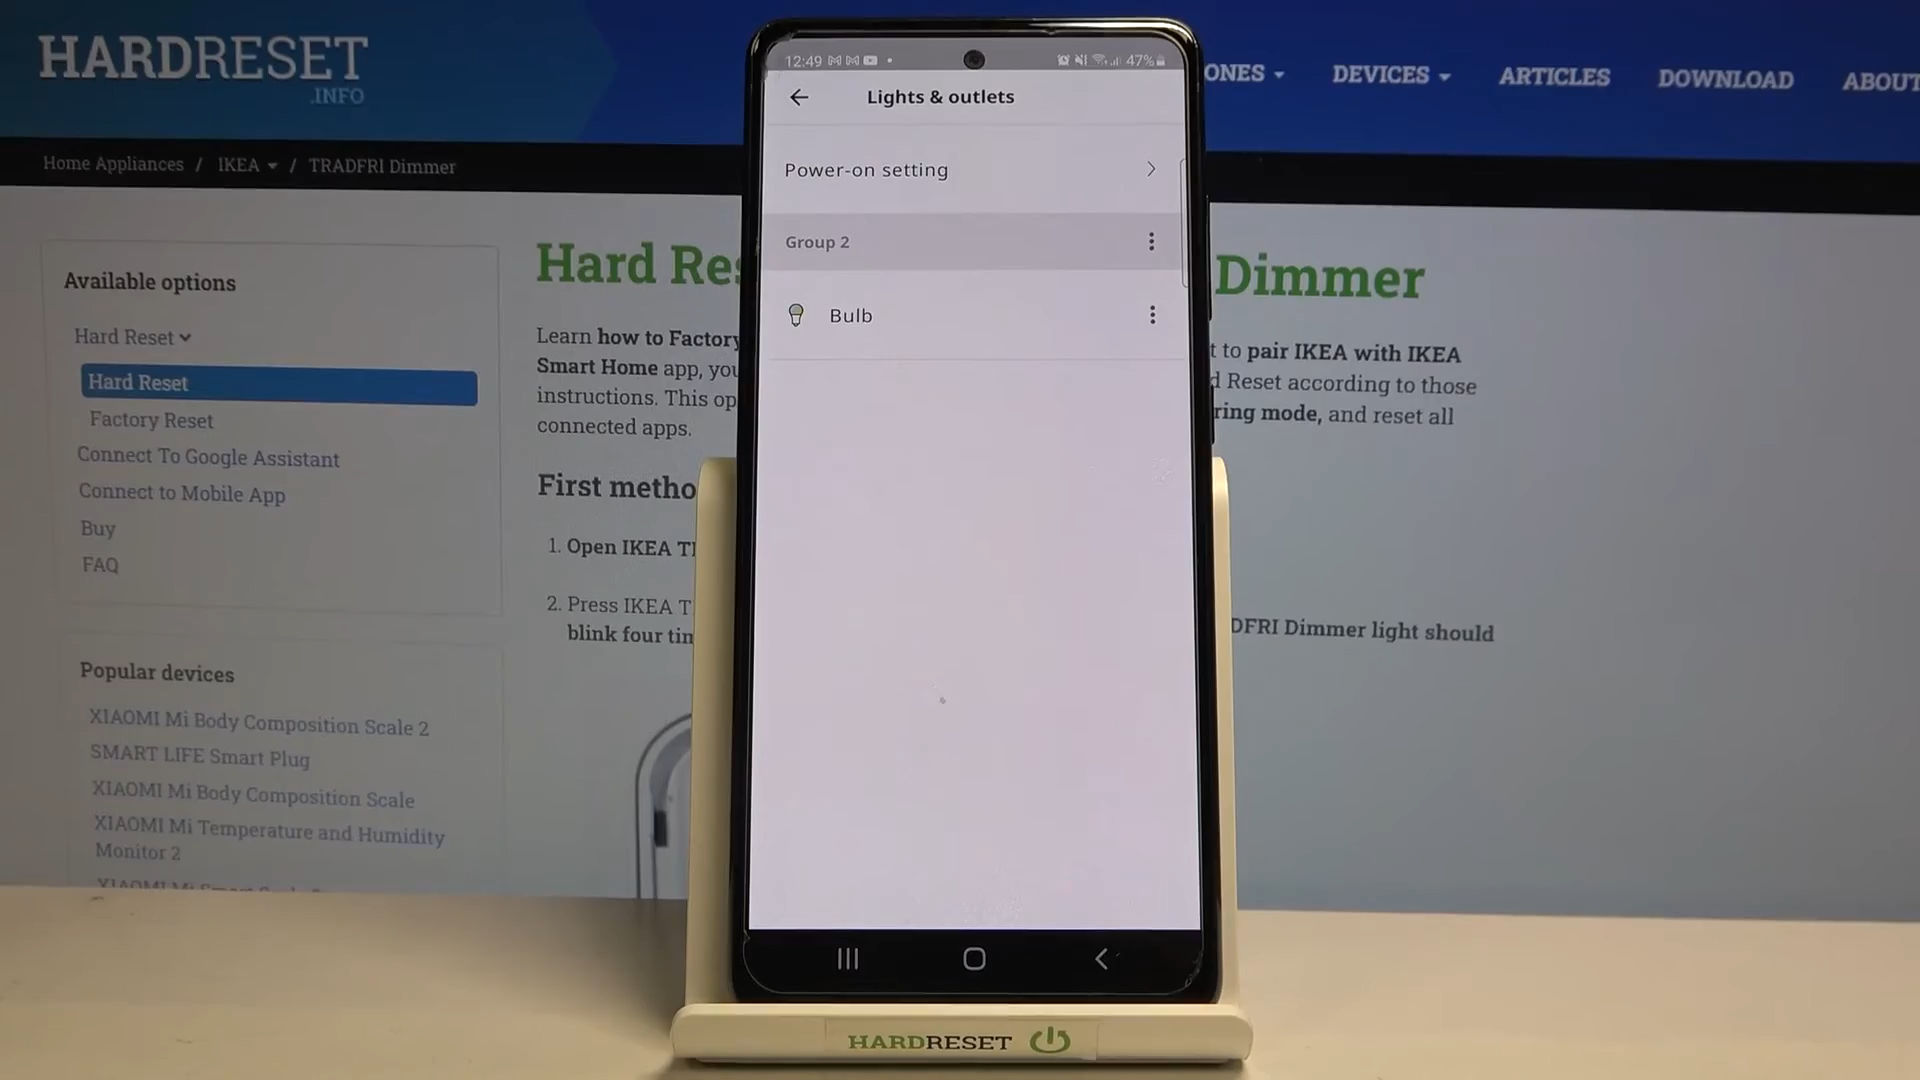 HARDRESET
.INFO
ONES
DEVICES
ARTICLES
DOWNLOAD
ABOUT
Home Appliances / IKEA / TRADFRI Dimmer
Available options
Hard Reset
Hard Reset
Factory Reset
Connect To Google Assistant
Connect to Mobile App
Buy
FAQ
Popular devices
XIAOMI Mi Body Composition Scale 2
SMART LIFE Smart Plug
XIAOMI Mi Body Composition Scale
XIAOMI Mi Temperature and Humidity
Monitor 2
Hard Res
Dimmer
Learn how to Factory
t to pair IKEA with IKEA
Smart Home app, you
d Reset according to those
instructions. This op
ring mode, and reset all
connected apps.
First metho
1. Open IKEA T
2. Press IKEA T
DFRI Dimmer light should
blink four tim
12:49
47%
Lights & outlets
Power-on setting
Group 2
Bulb
HARDRESET